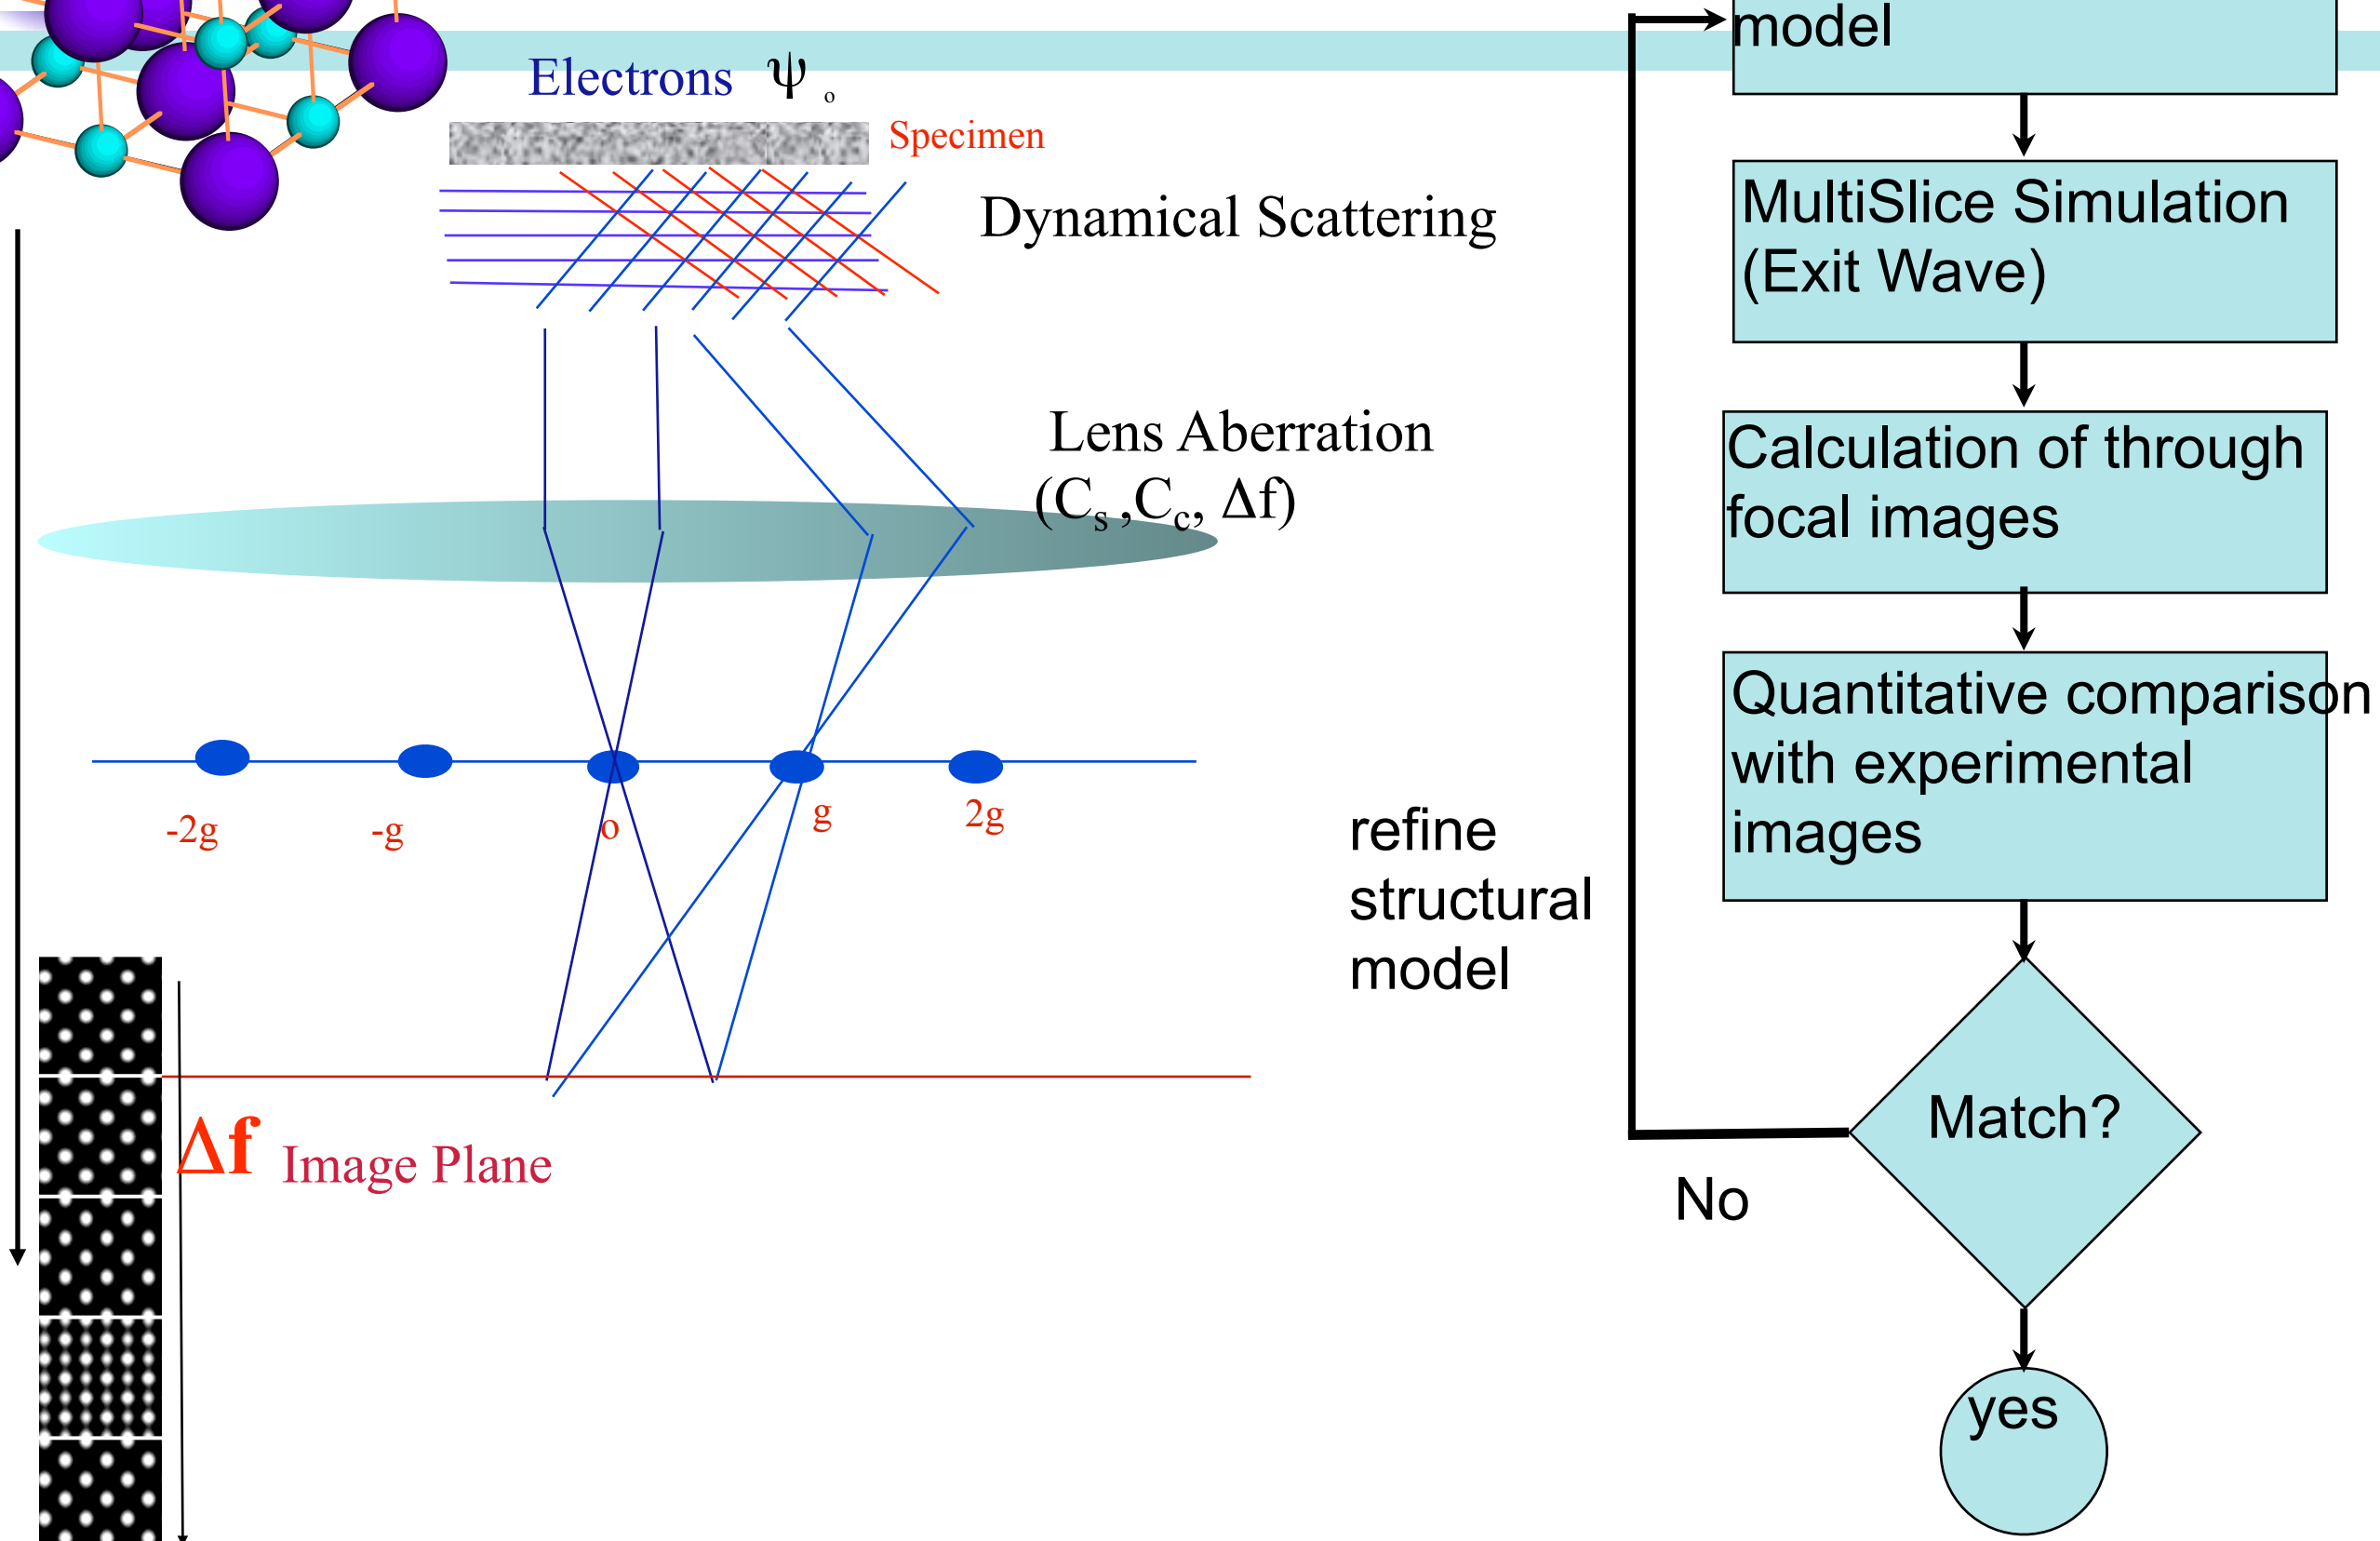 Electrons ψo
Specimen
Dynamical Scattering
Lens Aberration
(Cs ,Cc, Δf)
-2g
-g
o
g
2g
Δf
Image Plane
model
MultiSlice Simulation
(Exit Wave)
Calculation of through
focal images
Quantitative comparison
with experimental
images
refine
structural
model
Match?
No
yes